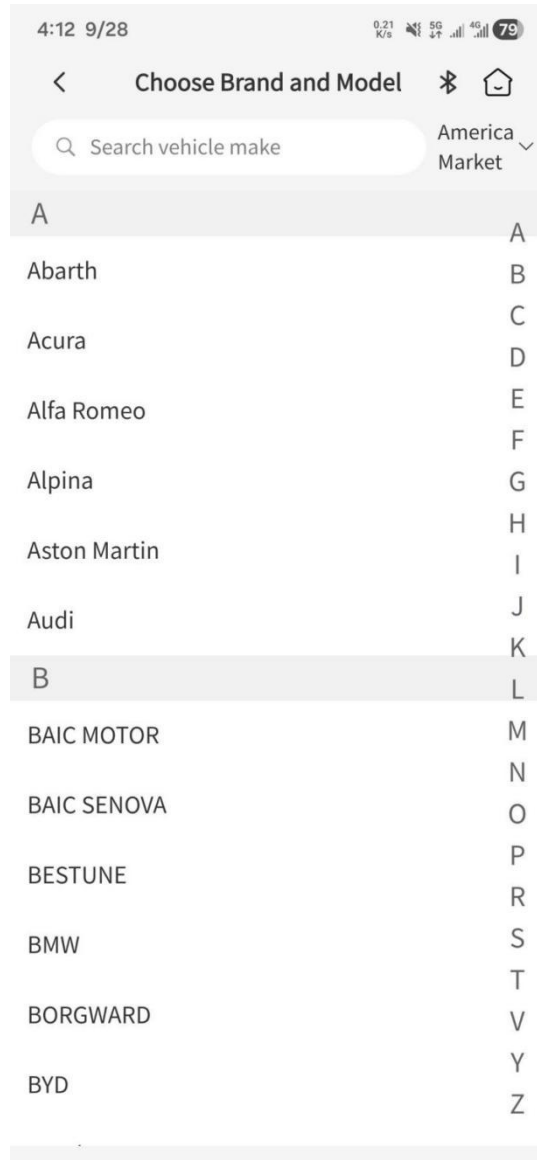 4:12 9/28
0.21 K/s 5G 4G 79
Choose Brand and Model
Search vehicle make
America
Market
A
Abarth
Acura
Alfa Romeo
Alpina
Aston Martin
Audi
B
BAIC MOTOR
BAIC SENOVA
BESTUNE
BMW
BORGWARD
BYD
A
B
C
D
E
F
G
H
I
J
K
L
M
N
O
P
R
S
T
V
Y
Z